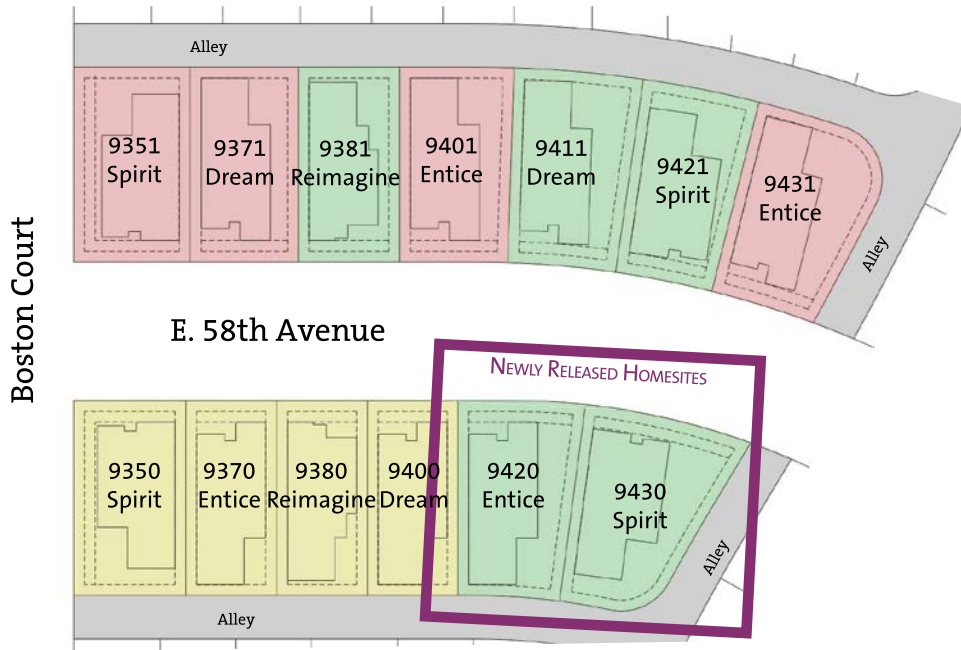 Alley
9351
Spirit
9371
Dream
9381
Reimagine
9401
Entice
9411
Dream
9421
Spirit
9431
Entice
Alley
Boston Court
E. 58th Avenue
Newly Released Homesites
9350
Spirit
9370
Entice
9380
Reimagine
9400
Dream
9420
Entice
9430
Spirit
Alley
Alley